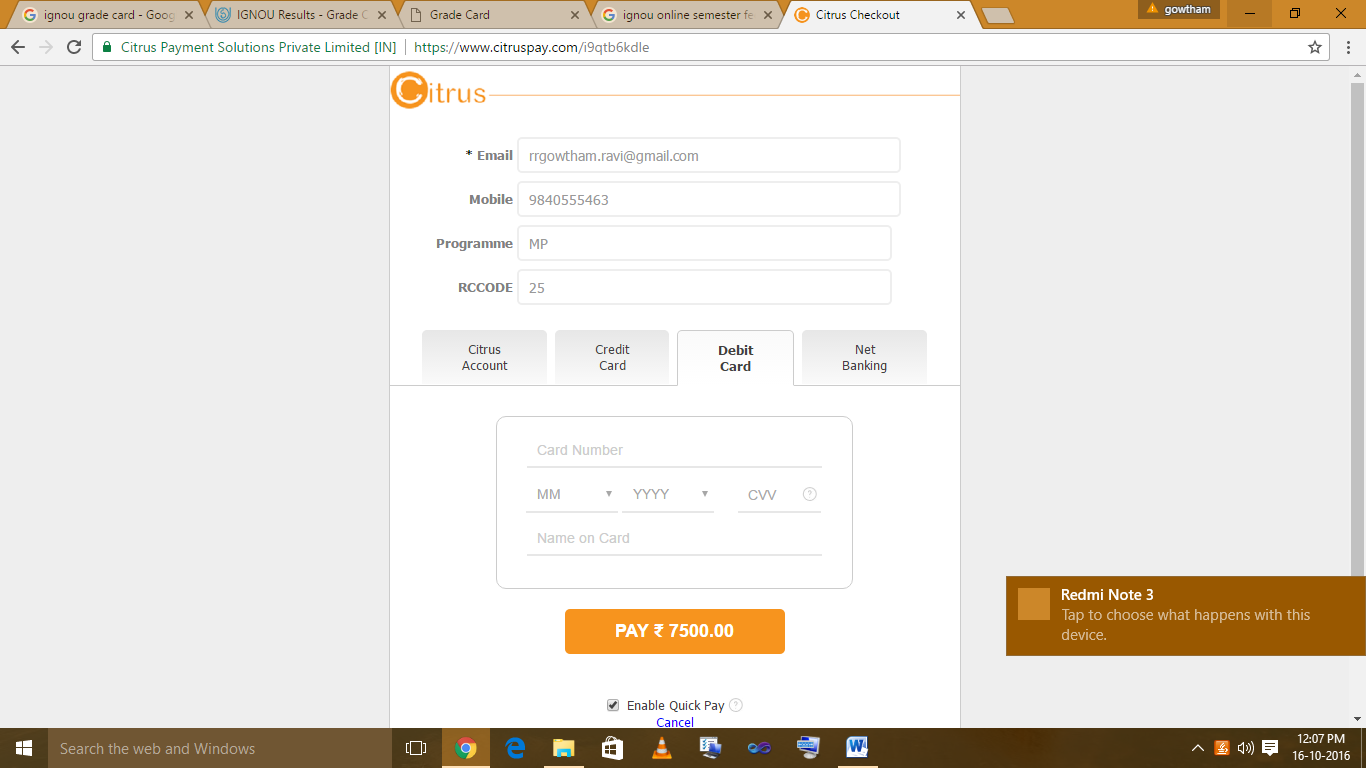 ignou grade card - Goog
IGNOU Results - Grade C
Grade Card
ignou online semester fe
Citrus Checkout
gowtham
Citrus Payment Solutions Private Limited [IN]
https://www.citruspay.com/i9qtb6kdle
Citrus
* Email
rrgowtham.ravi@gmail.com
Mobile
9840555463
Programme
MP
RCCODE
25
Citrus
Account
Credit
Card
Debit
Card
Net
Banking
Card Number
MM
YYYY
CVV
?
Name on Card
PAY ₹ 7500.00
Redmi Note 3
Tap to choose what happens with this
device.
Enable Quick Pay ?
Cancel
Search the web and Windows
12:07 PM
16-10-2016